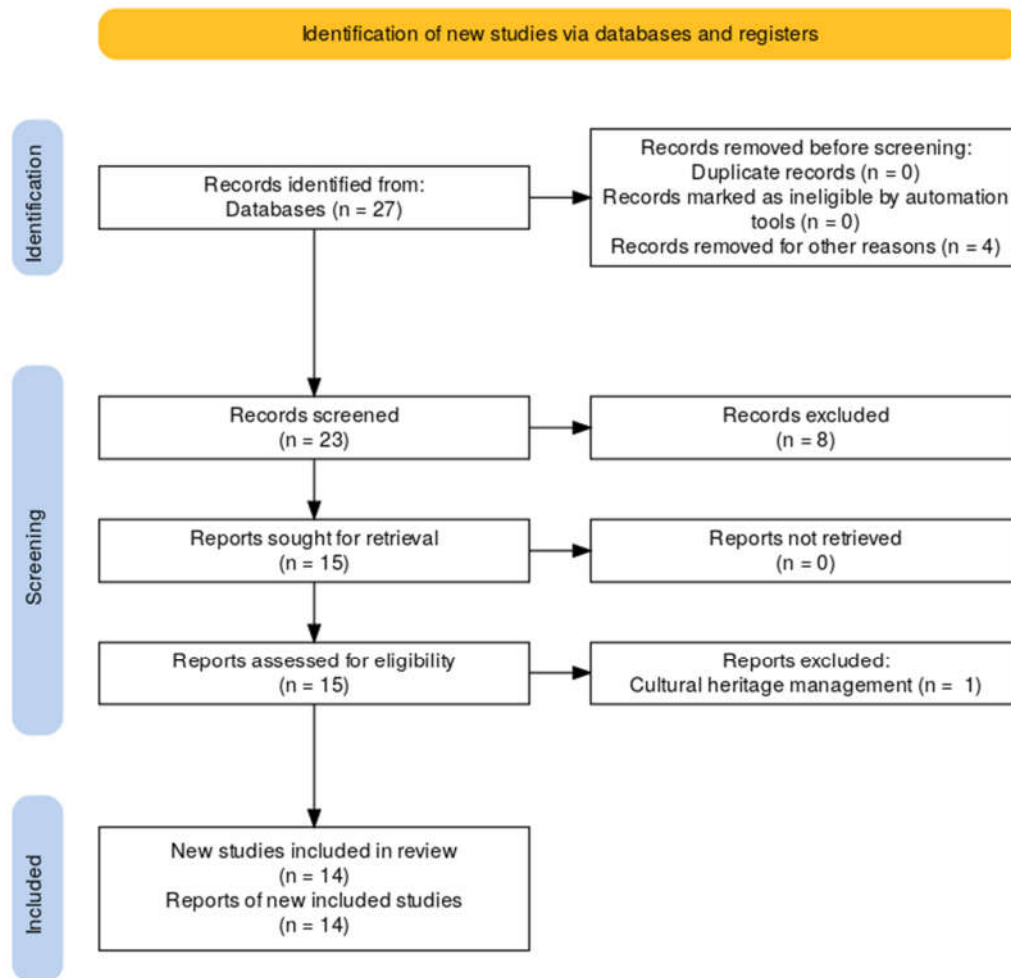 Identification of new studies via databases and registers
Identification
Records identified from:
Databases (n = 27)
Records removed before screening:
Duplicate records (n = 0)
Records marked as ineligible by automation
tools (n = 0)
Records removed for other reasons (n = 4)
Screening
Records screened
(n = 23)
Records excluded
(n = 8)
Reports sought for retrieval
(n = 15)
Reports not retrieved
(n = 0)
Reports assessed for eligibility
(n = 15)
Reports excluded:
Cultural heritage management (n = 1)
Included
New studies included in review
(n = 14)
Reports of new included studies
(n = 14)